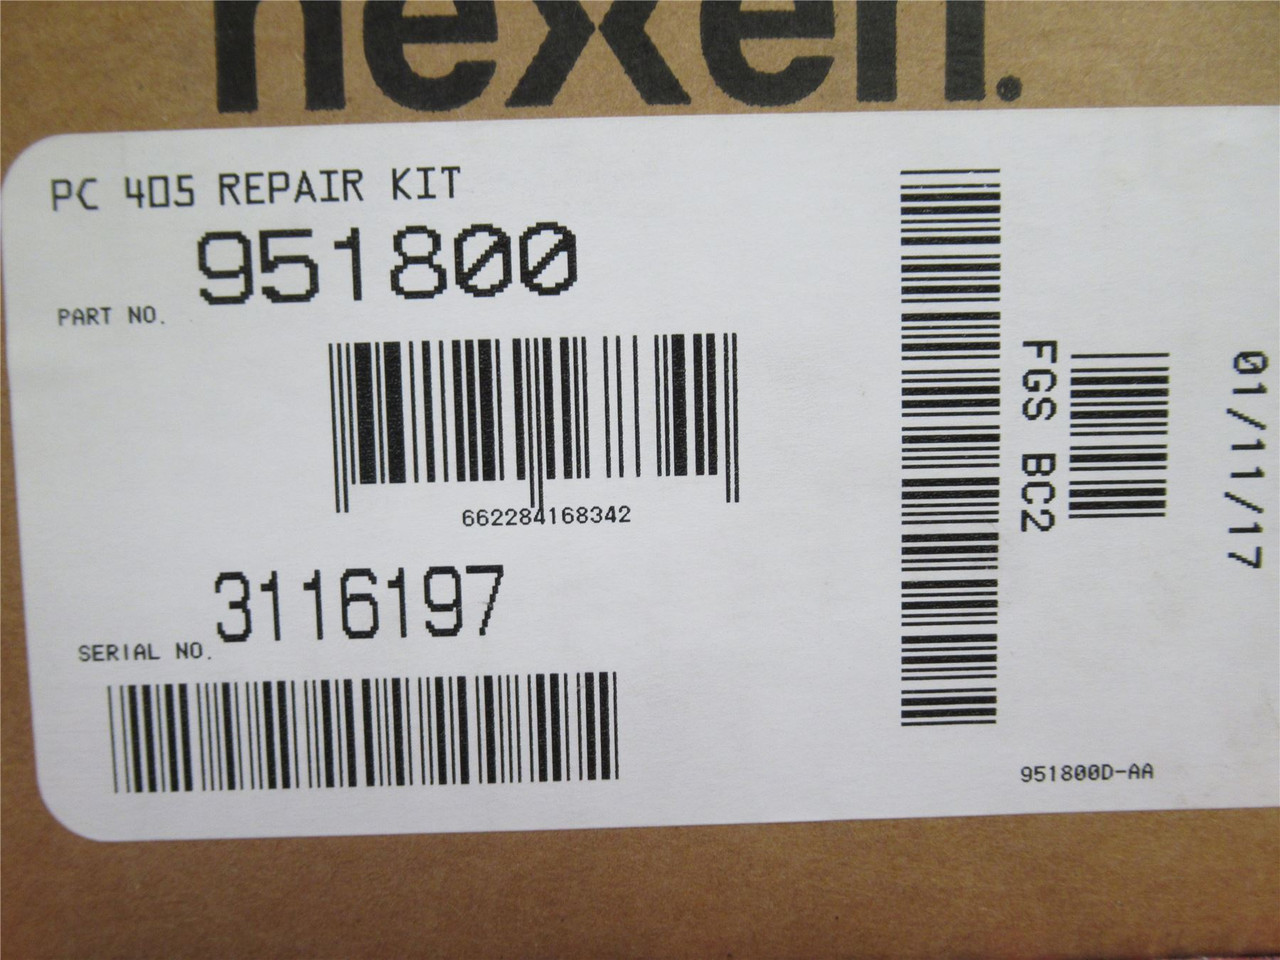 nexen®
PC 405 REPAIR KIT
PART NO. 951800
662284168342
SERIAL NO. 3116197
FGS BC2
01/11/17
951800D-AA